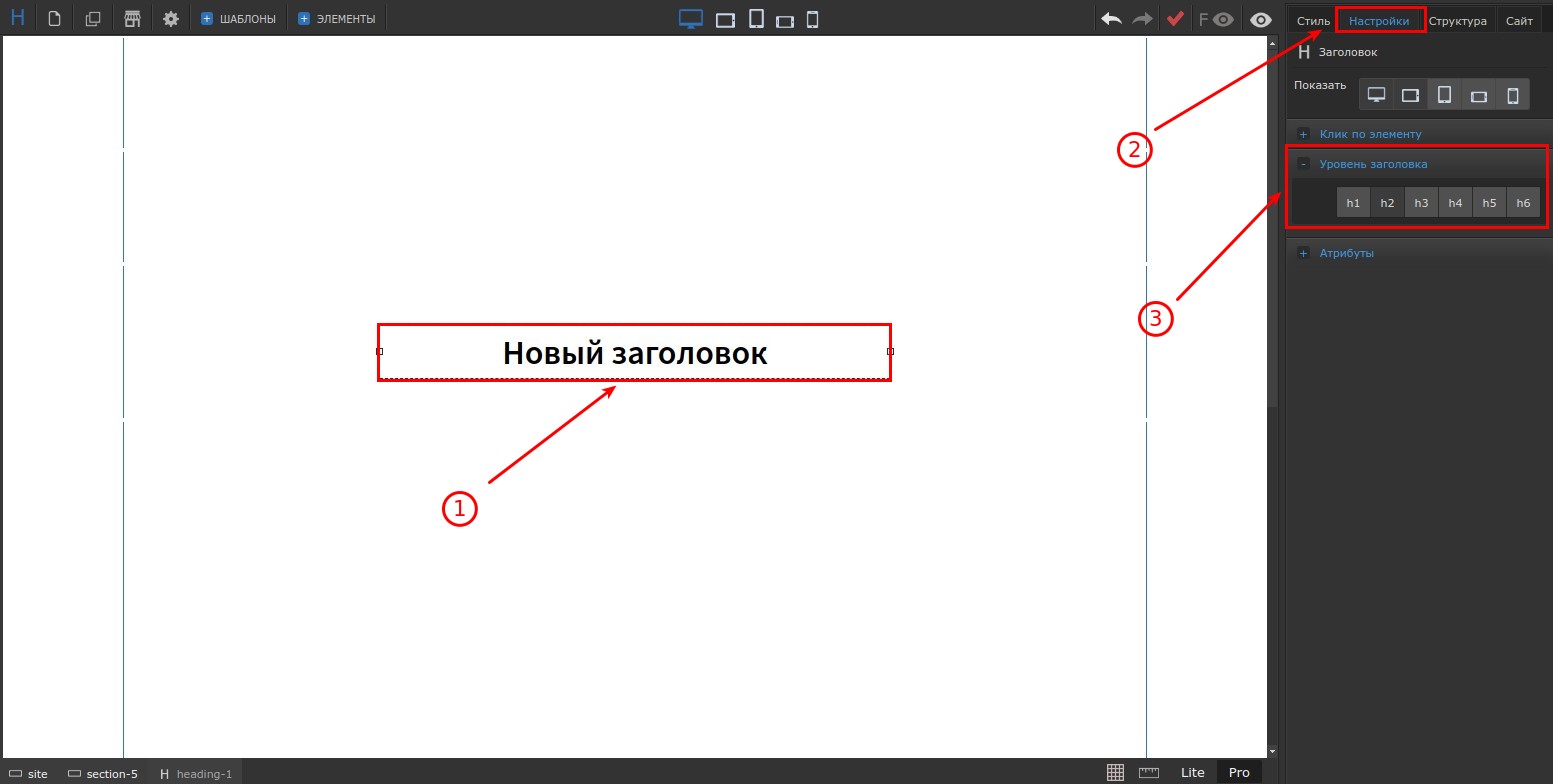 H
ШАБЛОНЫ
ЭЛЕМЕНТЫ
F
Стиль Настройки Структура Сайт
H Заголовок
Показать
+ Клик по элементу
- Уровень заголовка
h1 h2 h3 h4 h5 h6
+ Атрибуты
2
3
Новый заголовок
1
site section-5 H heading-1
Lite Pro